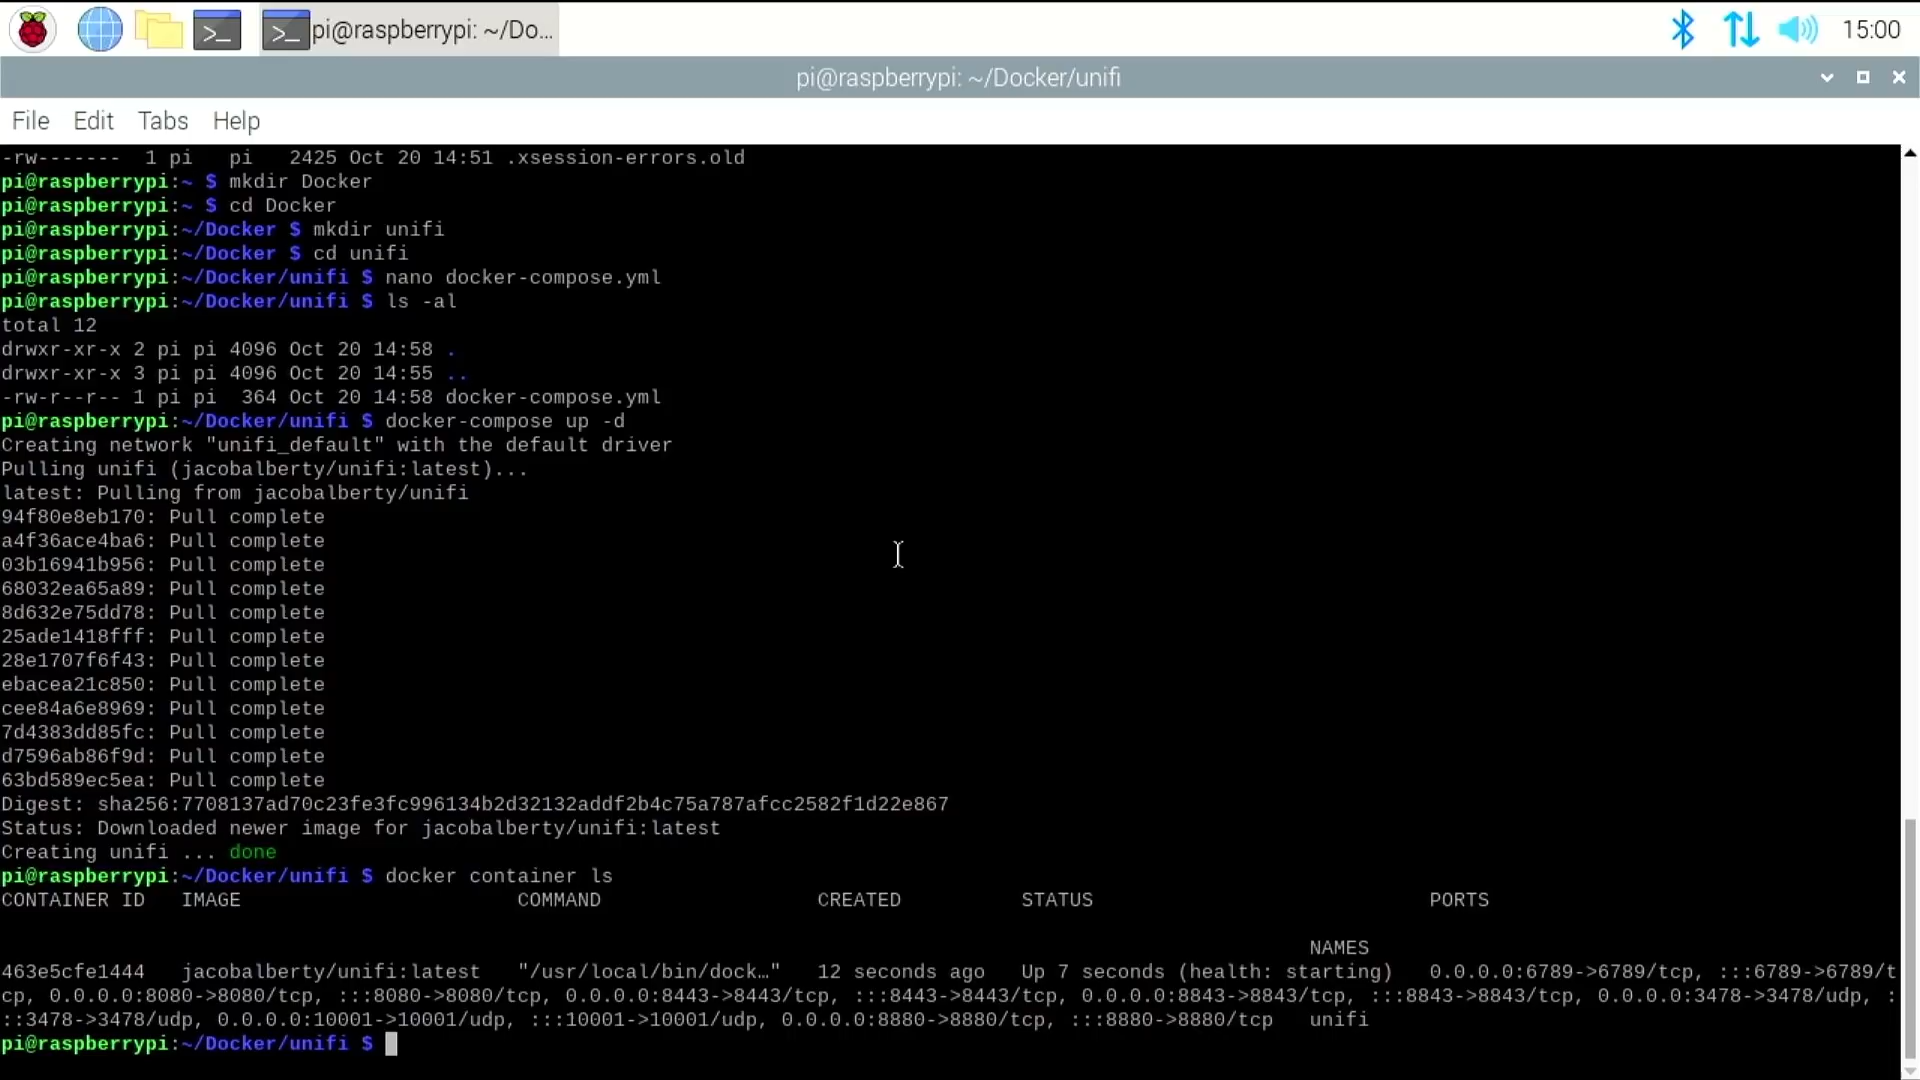 pi@raspberrypi: ~/Do...
15:00
pi@raspberrypi: ~/Docker/unifi
File Edit Tabs Help
-rw------- 1 pi pi 2425 Oct 20 14:51 .xsession-errors.old
pi@raspberrypi:~ $ mkdir Docker
pi@raspberrypi:~ $ cd Docker
pi@raspberrypi:~/Docker $ mkdir unifi
pi@raspberrypi:~/Docker $ cd unifi
pi@raspberrypi:~/Docker/unifi $ nano docker-compose.yml
pi@raspberrypi:~/Docker/unifi $ ls -al
total 12
drwxr-xr-x 2 pi pi 4096 Oct 20 14:58 .
drwxr-xr-x 3 pi pi 4096 Oct 20 14:55 ..
-rw-r--r-- 1 pi pi  364 Oct 20 14:58 docker-compose.yml
pi@raspberrypi:~/Docker/unifi $ docker-compose up -d
Creating network "unifi_default" with the default driver
Pulling unifi (jacobalberty/unifi:latest)...
latest: Pulling from jacobalberty/unifi
94f80e8eb170: Pull complete
a4f36ace4ba6: Pull complete
03b16941b956: Pull complete
68032ea65a89: Pull complete
8d632e75dd78: Pull complete
25ade1418fff: Pull complete
28e1707f6f43: Pull complete
ebacea21c850: Pull complete
cee84a6e8969: Pull complete
7d4383dd85fc: Pull complete
d7596ab86f9d: Pull complete
63bd589ec5ea: Pull complete
Digest: sha256:7708137ad70c23fe3fc996134b2d32132addf2b4c75a787afcc2582f1d22e867
Status: Downloaded newer image for jacobalberty/unifi:latest
Creating unifi ... done
pi@raspberrypi:~/Docker/unifi $ docker container ls
CONTAINER ID   IMAGE   COMMAND   CREATED   STATUS   PORTS
NAMES
463e5cfe1444   jacobalberty/unifi:latest   "/usr/local/bin/dock…"   12 seconds ago   Up 7 seconds (health: starting)   0.0.0.0:6789->6789/tcp, :::6789->6789/t
cp, 0.0.0.0:8080->8080/tcp, :::8080->8080/tcp, 0.0.0.0:8443->8443/tcp, :::8443->8443/tcp, 0.0.0.0:8843->8843/tcp, :::8843->8843/tcp, 0.0.0.0:3478->3478/udp, :
::3478->3478/udp, 0.0.0.0:10001->10001/udp, :::10001->10001/udp, 0.0.0.0:8880->8880/tcp, :::8880->8880/tcp   unifi
pi@raspberrypi:~/Docker/unifi $